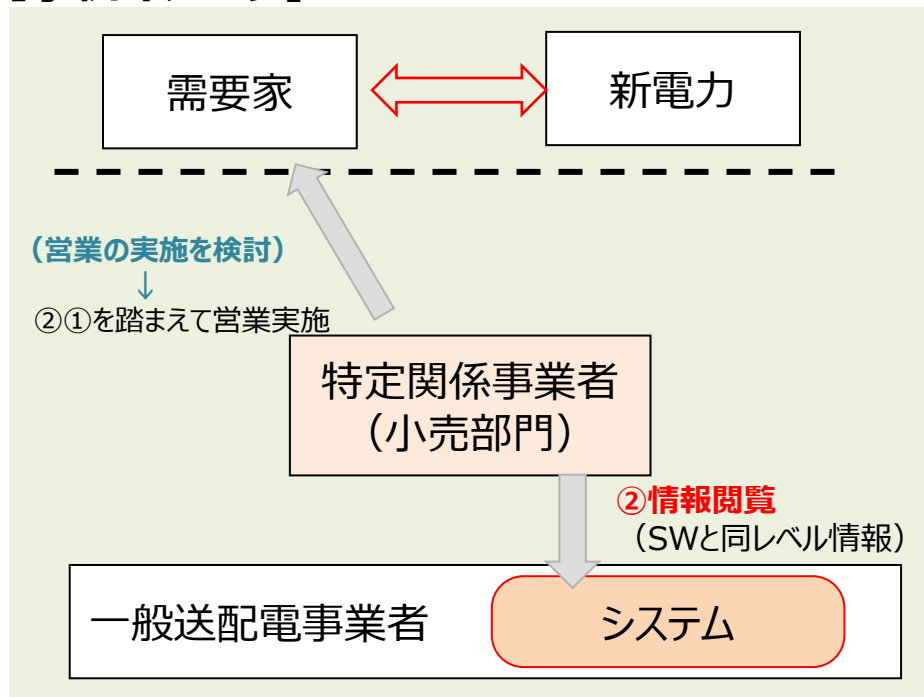 需要家
新電力
（営業の実施を検討）
↓
②①を踏まえて営業実施
特定関係事業者
（小売部門）
②情報閲覧
（SWと同レベル情報）
一般送配電事業者
システム